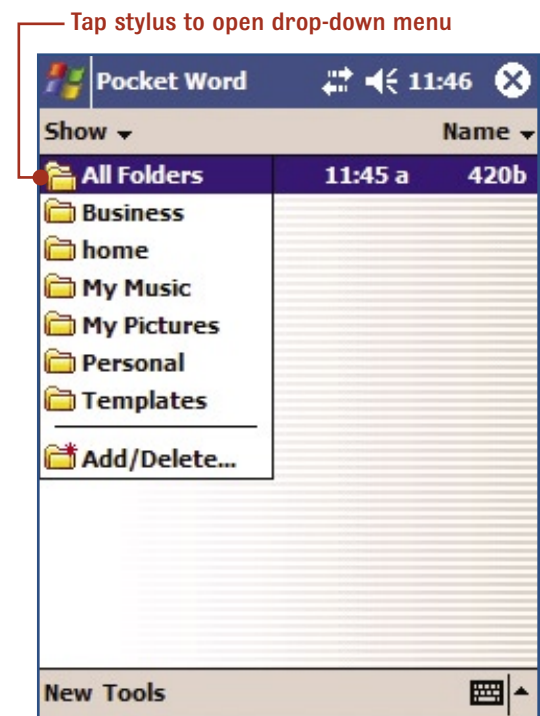 Tap stylus to open drop-down menu
Pocket Word 11:46
Show Name
All Folders 11:45 a 420b
Business
home
My Music
My Pictures
Personal
Templates
Add/Delete...
New Tools